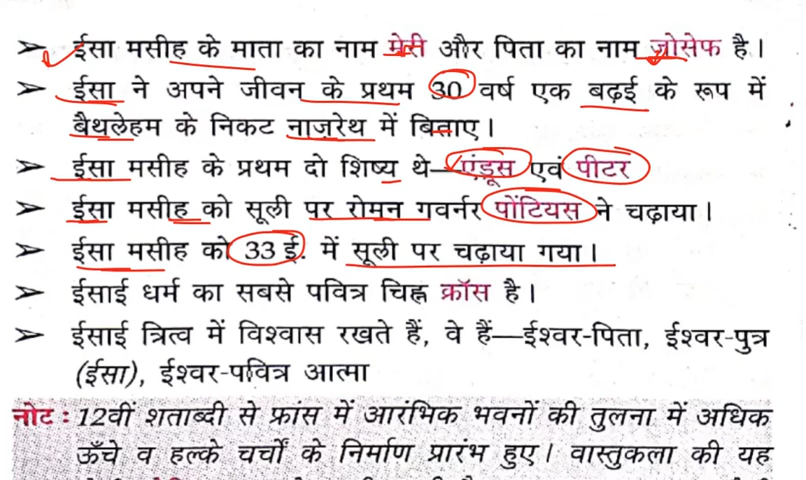 ➢ ईसा मसीह के माता का नाम मेरी और पिता का नाम जोसेफ है।
➢ ईसा ने अपने जीवन के प्रथम 30 वर्ष एक बढ़ई के रूप में
बैथलेहम के निकट नाज़रेथ में बिताए।
➢ ईसा मसीह के प्रथम दो शिष्य थे—एंड्रूस एवं पीटर
➢ ईसा मसीह को सूली पर रोमन गवर्नर पोंटियस ने चढ़ाया।
➢ ईसा मसीह को 33 ई. में सूली पर चढ़ाया गया।
➢ ईसाई धर्म का सबसे पवित्र चिह्न क्रॉस है।
➢ ईसाई त्रित्व में विश्वास रखते हैं, वे हैं—ईश्वर-पिता, ईश्वर-पुत्र
(ईसा), ईश्वर-पवित्र आत्मा
नोट : 12वीं शताब्दी से फ्रांस में आरंभिक भवनों की तुलना में अधिक
ऊँचे व हल्के चर्चों के निर्माण प्रारंभ हुए। वास्तुकला की यह